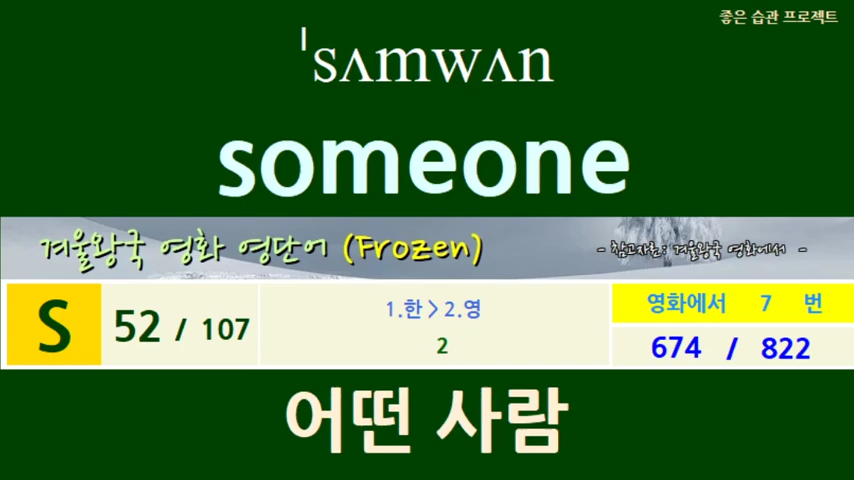 좋은 습관 프로젝트
ˈsʌmwʌn
someone
겨울왕국 영화 영단어 (Frozen)
- 참고자료: 겨울왕국 영화에서 -
S 52 / 107
1.한 > 2.영
2
영화에서 7 번
674 / 822
어떤 사람